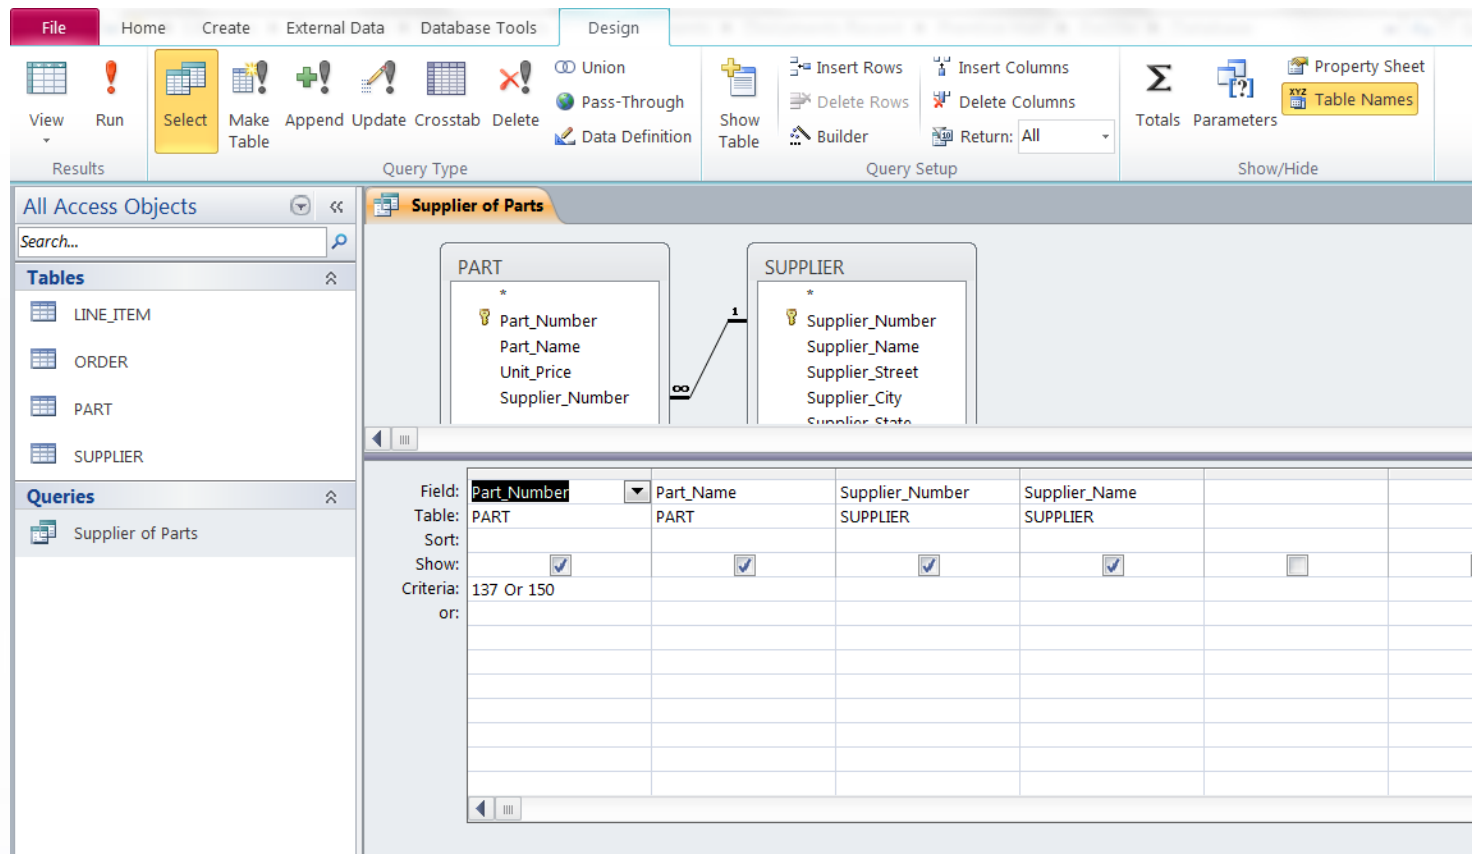 File Home Create External Data Database Tools Design
View Run Select Make Table Append Update Crosstab Delete
Union
Pass-Through
Data Definition
Show Table
Insert Rows
Delete Rows
Builder
Insert Columns
Delete Columns
Return: All
Totals Parameters
Property Sheet
XYZ Table Names
Results Query Type Query Setup Show/Hide
All Access Objects
Search...
Tables
LINE_ITEM
ORDER
PART
SUPPLIER
Queries
Supplier of Parts
Supplier of Parts
PART
*
Part_Number
Part_Name
Unit_Price
Supplier_Number
∞
1
SUPPLIER
*
Supplier_Number
Supplier_Name
Supplier_Street
Supplier_City
Supplier_State
Field: Part_Number Part_Name Supplier_Number Supplier_Name
Table: PART PART SUPPLIER SUPPLIER
Sort:
Show:
Criteria: 137 Or 150
or: